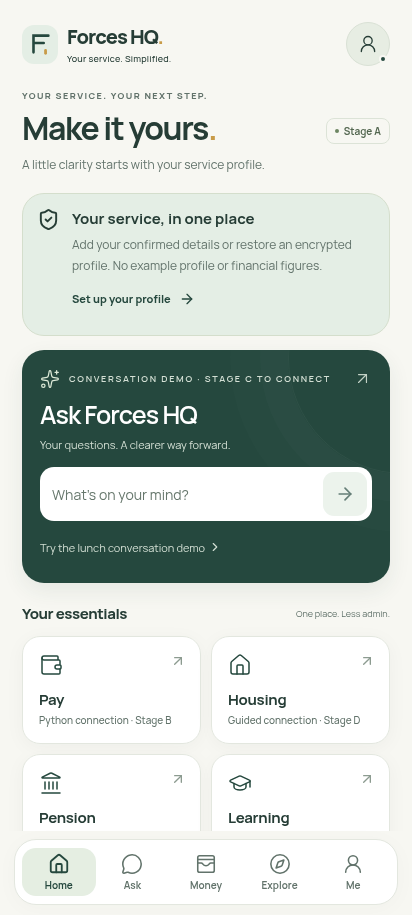 Forces HQ.
Your service. Simplified.
YOUR SERVICE. YOUR NEXT STEP.
Make it yours.
Stage A
A little clarity starts with your service profile.
Your service, in one place
Add your confirmed details or restore an encrypted
profile. No example profile or financial figures.
Set up your profile
CONVERSATION DEMO · STAGE C TO CONNECT
Ask Forces HQ
Your questions. A clearer way forward.
What's on your mind?
Try the lunch conversation demo
Your essentials
One place. Less admin.
Pay
Python connection · Stage B
Housing
Guided connection · Stage D
Pension
Learning
Home
Ask
Money
Explore
Me